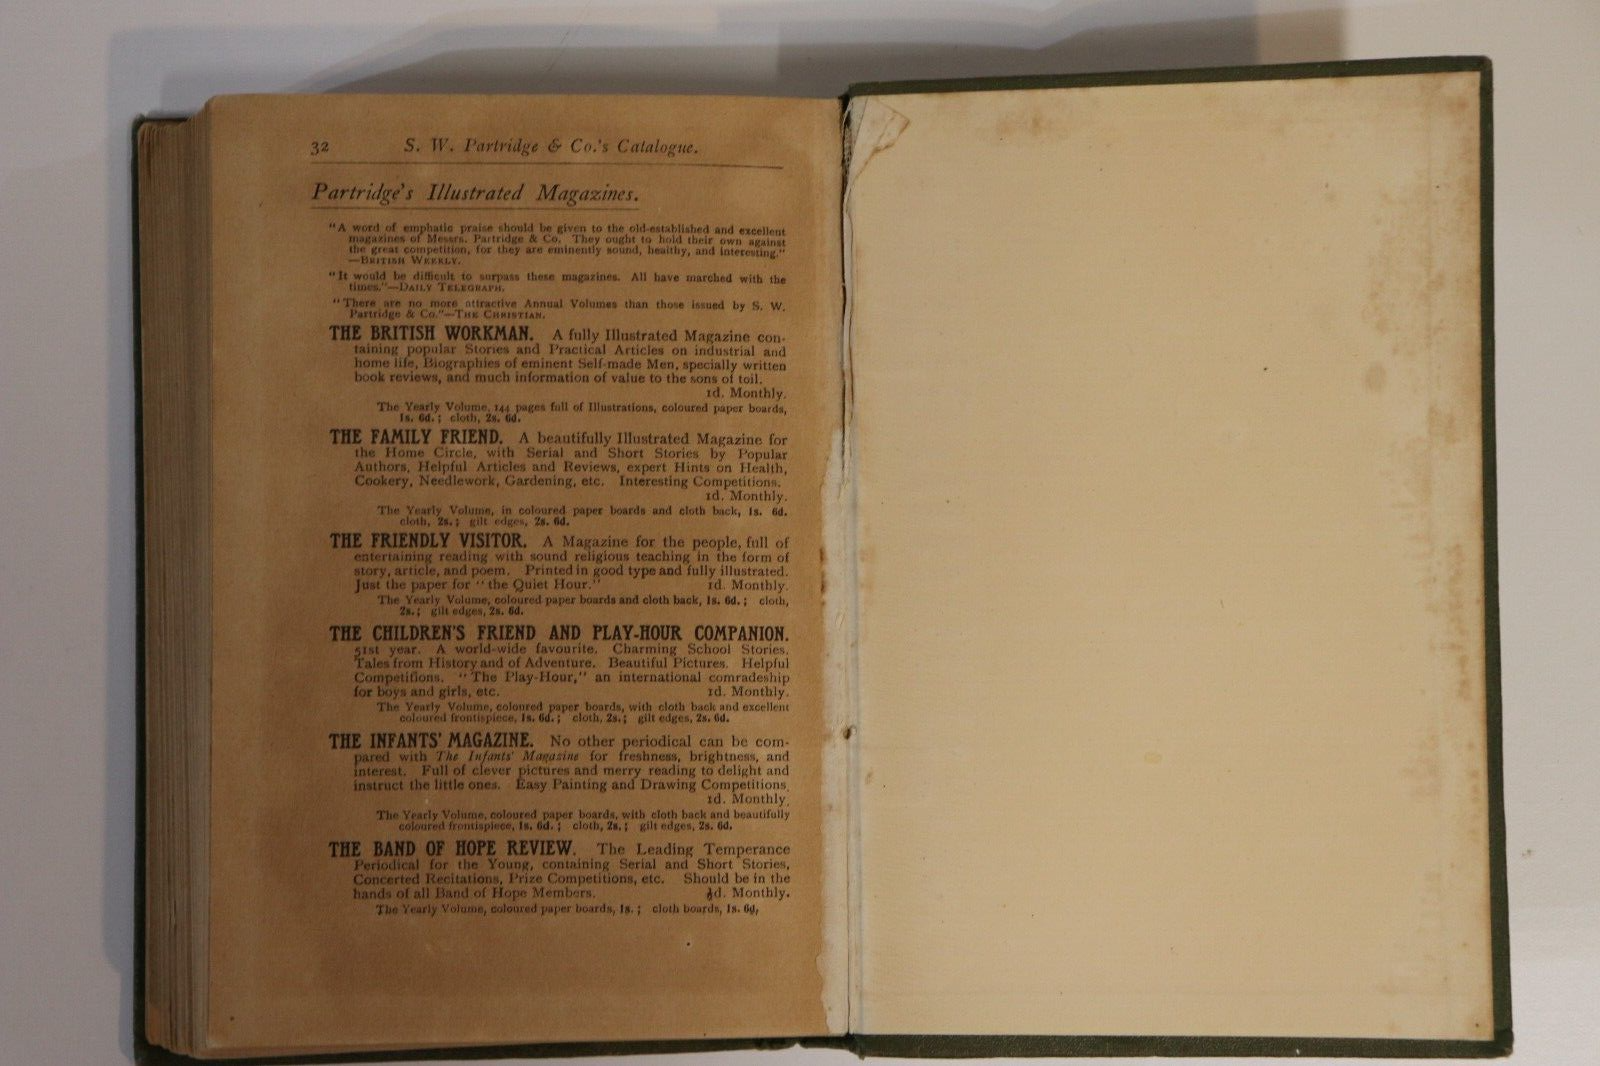 32 S. W. Partridge & Co.'s Catalogue.
Partridge's Illustrated Magazines.
"A word of emphatic praise should be given to the old-established and excellent
magazines of Messrs. Partridge & Co. They ought to hold their own against
the great competition, for they are eminently sound, healthy, and interesting."
—BRITISH WEEKLY.
"It would be difficult to surpass these magazines. All have marched with the
times."—DAILY TELEGRAPH.
"There are no more attractive Annual Volumes than those issued by S. W.
Partridge & Co."—THE CHRISTIAN.
THE BRITISH WORKMAN. A fully Illustrated Magazine con-
taining popular Stories and Practical Articles on industrial and
home life, Biographies of eminent Self-made Men, specially written
book reviews, and much information of value to the sons of toil.
1d. Monthly.
The Yearly Volume, 144 pages full of Illustrations, coloured paper boards,
1s. 6d.; cloth, 2s. 6d.
THE FAMILY FRIEND. A beautifully Illustrated Magazine for
the Home Circle, with Serial and Short Stories by Popular
Authors, Helpful Articles and Reviews, expert Hints on Health,
Cookery, Needlework, Gardening, etc. Interesting Competitions.
1d. Monthly.
The Yearly Volume, in coloured paper boards and cloth back, 1s. 6d.
cloth, 2s.; gilt edges, 2s. 6d.
THE FRIENDLY VISITOR. A Magazine for the people, full of
entertaining reading with sound religious teaching in the form of
story, article, and poem. Printed in good type and fully illustrated.
Just the paper for "the Quiet Hour." 1d. Monthly.
The Yearly Volume, coloured paper boards and cloth back, 1s. 6d.; cloth,
2s.; gilt edges, 2s. 6d.
THE CHILDREN'S FRIEND AND PLAY-HOUR COMPANION.
51st year. A world-wide favourite. Charming School Stories.
Tales from History and of Adventure. Beautiful Pictures. Helpful
Competitions. "The Play-Hour," an international comradeship
for boys and girls, etc. 1d. Monthly.
The Yearly Volume, coloured paper boards, with cloth back and excellent
coloured frontispiece, 1s. 6d.; cloth, 2s.; gilt edges, 2s. 6d.
THE INFANTS' MAGAZINE. No other periodical can be com-
pared with The Infants' Magazine for freshness, brightness, and
interest. Full of clever pictures and merry reading to delight and
instruct the little ones. Easy Painting and Drawing Competitions.
1d. Monthly.
The Yearly Volume, coloured paper boards, with cloth back and beautifully
coloured frontispiece, 1s. 6d.; cloth, 2s.; gilt edges, 2s. 6d.
THE BAND OF HOPE REVIEW. The Leading Temperance
Periodical for the Young, containing Serial and Short Stories,
Concerted Recitations, Prize Competitions, etc. Should be in the
hands of all Band of Hope Members. ½d. Monthly.
The Yearly Volume, coloured paper boards, 1s.; cloth boards, 1s. 6d,